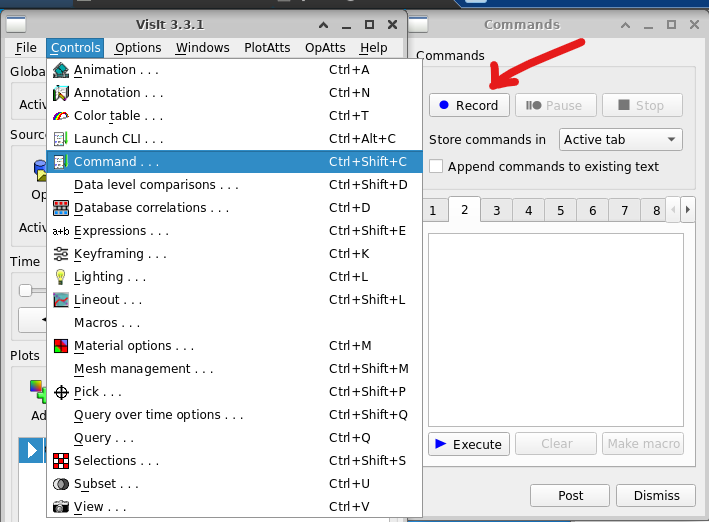 VisIt 3.3.1
File Controls Options Windows PlotAtts OpAtts Help
Globa
Activ
Sourc
Op
Activ
Time
Plots
Ad
Animation . . . Ctrl+A
Annotation . . . Ctrl+N
Color table . . . Ctrl+T
Launch CLI . . . Ctrl+Alt+C
Command . . . Ctrl+Shift+C
Data level comparisons . . . Ctrl+Shift+D
Database correlations . . . Ctrl+D
a+b Expressions . . . Ctrl+Shift+E
Keyframing . . . Ctrl+K
Lighting . . . Ctrl+L
Lineout . . . Ctrl+Shift+L
Macros . . .
Material options . . . Ctrl+M
Mesh management . . . Ctrl+Shift+M
Pick . . . Ctrl+Shift+P
Query over time options . . . Ctrl+Shift+Q
Query . . . Ctrl+Q
Selections . . . Ctrl+Shift+S
Subset . . . Ctrl+U
View . . . Ctrl+V
Commands
Commands
Record Pause Stop
Store commands in Active tab
Append commands to existing text
1 2 3 4 5 6 7 8
Execute Clear Make macro
Post Dismiss